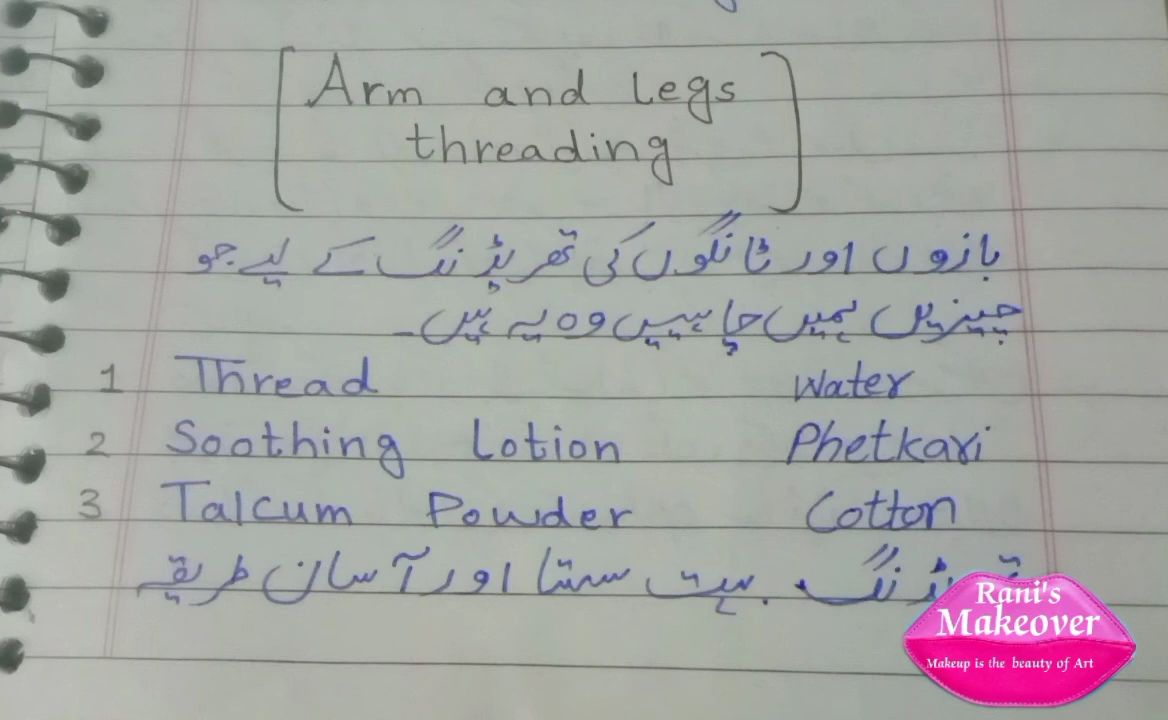 Arm and Legs
threading
بازوں اور ٹانگوں کی تھریڈنگ کے لیے جو
چیزیں ہمیں چاہییں وہ یہ ہیں۔
1 Thread Water
2 Soothing Lotion Phetkari
3 Talcum Powder Cotton
تھریڈنگ بہت سستا اور آسان طریقہ
Rani's
Makeover
Makeup is the beauty of Art